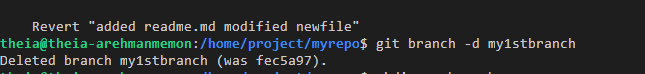 Revert "added readme.md modified newfile"
theia@theia-arehmanmemon:/home/project/myrepo$ git branch -d my1stbranch
Deleted branch my1stbranch (was fec5a97).